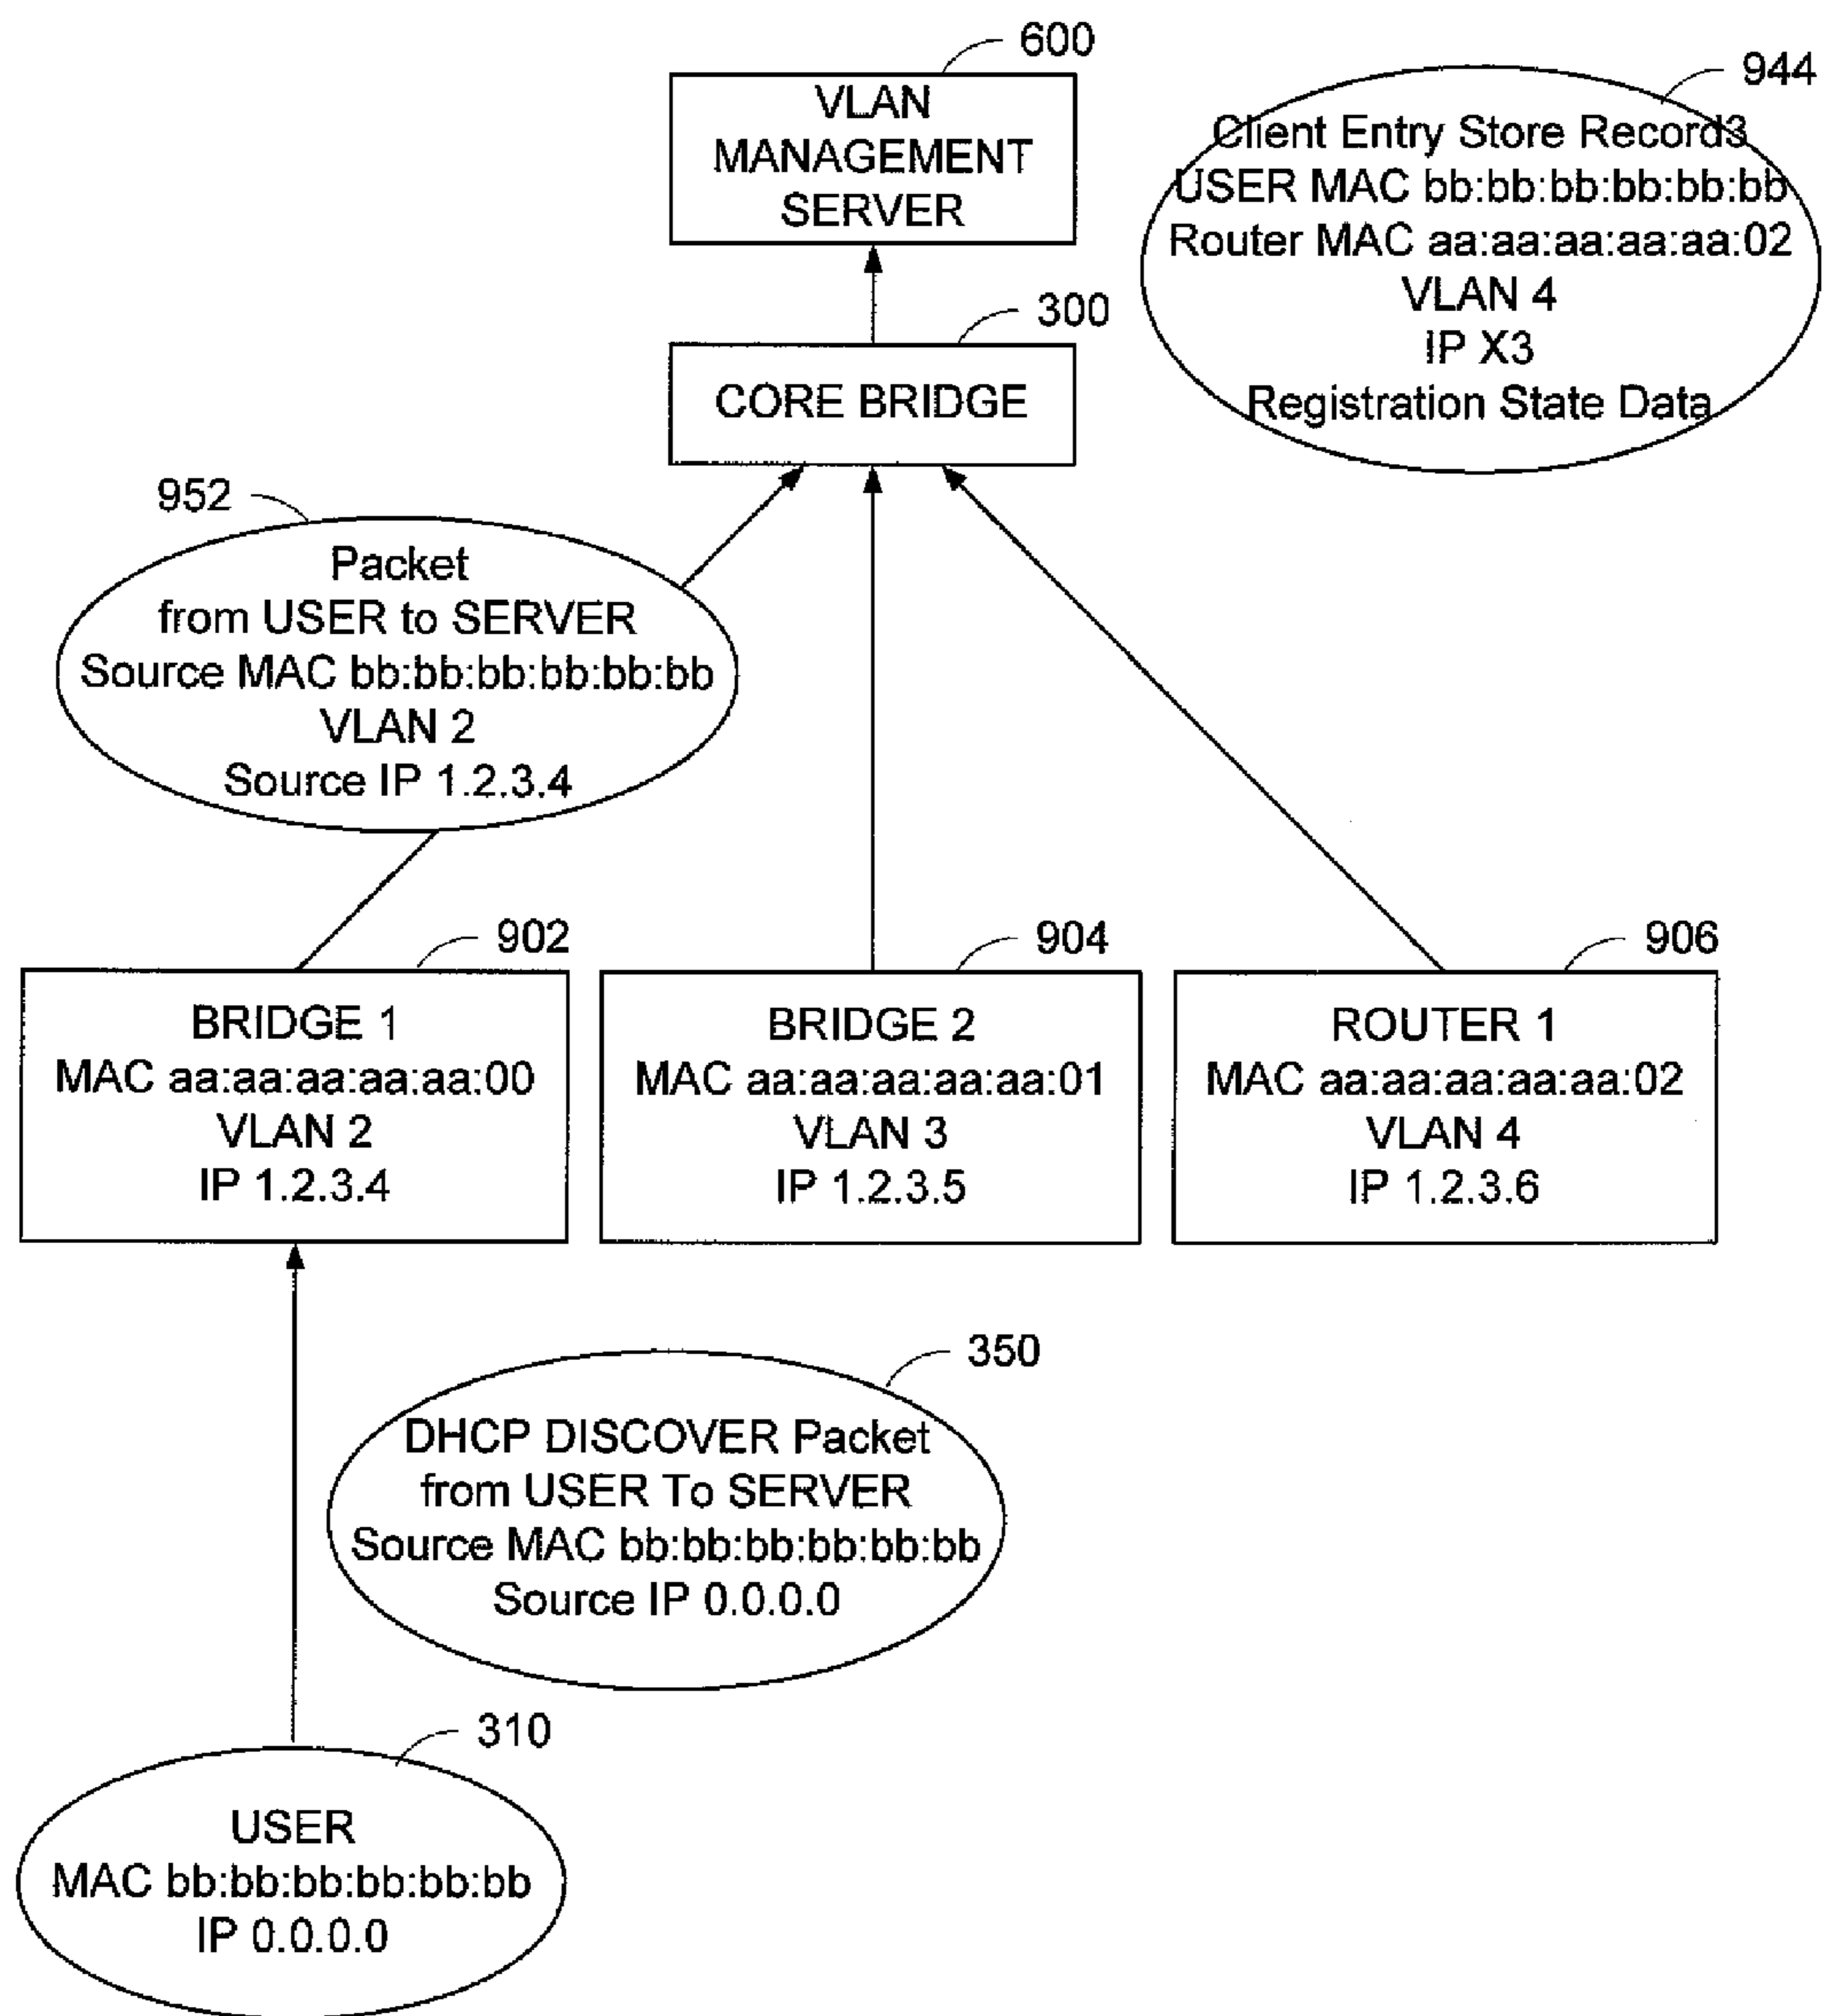 600
VLAN
MANAGEMENT
SERVER
944
Client Entry Store Record3
USER MAC bb:bb:bb:bb:bb:bb
Router MAC aa:aa:aa:aa:aa:02
VLAN 4
IP X3
Registration State Data
300
CORE BRIDGE
952
Packet
from USER to SERVER
Source MAC bb:bb:bb:bb:bb:bb
VLAN 2
Source IP 1.2.3.4
902
BRIDGE 1
MAC aa:aa:aa:aa:aa:00
VLAN 2
IP 1.2.3.4
904
BRIDGE 2
MAC aa:aa:aa:aa:aa:01
VLAN 3
IP 1.2.3.5
906
ROUTER 1
MAC aa:aa:aa:aa:aa:02
VLAN 4
IP 1.2.3.6
350
DHCP DISCOVER Packet
from USER To SERVER
Source MAC bb:bb:bb:bb:bb:bb
Source IP 0.0.0.0
310
USER
MAC bb:bb:bb:bb:bb:bb
IP 0.0.0.0